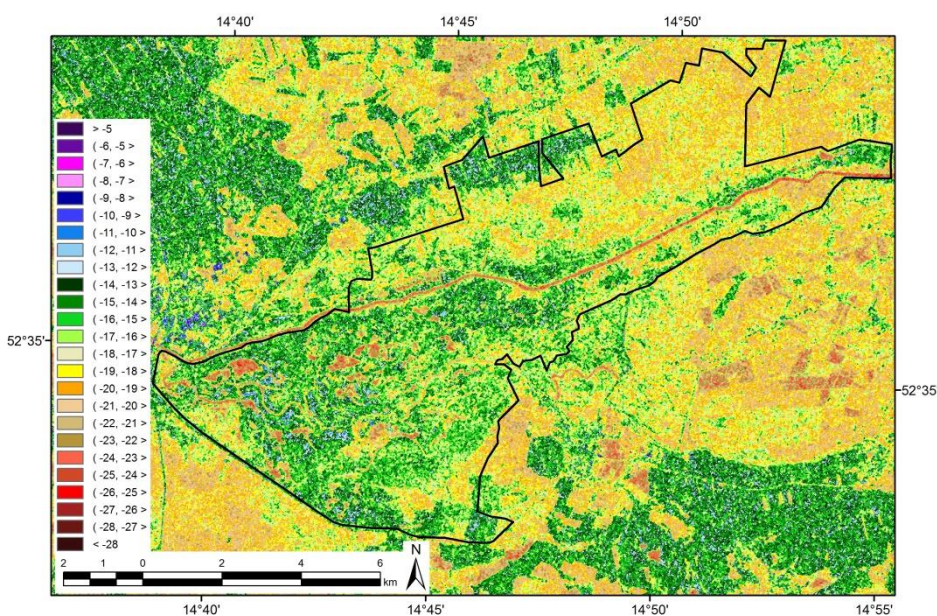 14°40' 14°45' 14°50'
> -5
( -6, -5 >
( -7, -6 >
( -8, -7 >
( -9, -8 >
( -10, -9 >
( -11, -10 >
( -12, -11 >
( -13, -12 >
( -14, -13 >
( -15, -14 >
( -16, -15 >
( -17, -16 >
( -18, -17 >
( -19, -18 >
( -20, -19 >
( -21, -20 >
( -22, -21 >
( -23, -22 >
( -24, -23 >
( -25, -24 >
( -26, -25 >
( -27, -26 >
( -28, -27 >
< -28
52°35'
52°35'
N
2 1 0 2 4 6
km
14°40' 14°45' 14°50' 14°55'